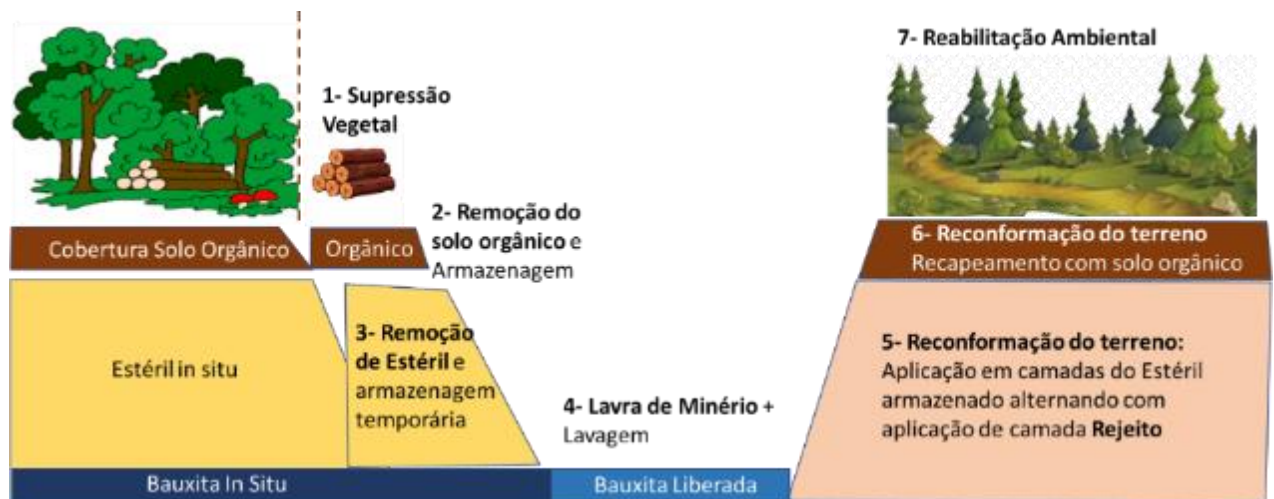 1- Supressão
Vegetal
Cobertura Solo Orgânico
Orgânico
2- Remoção do
solo orgânico e
Armazenagem
Estéril in situ
3- Remoção
de Estéril e
armazenagem
temporária
4- Lavra de Minério +
Lavagem
Bauxita In Situ
Bauxita Liberada
7- Reabilitação Ambiental
6- Reconformação do terreno
Recapeamento com solo orgânico
5- Reconformação do terreno:
Aplicação em camadas do Estéril
armazenado alternando com
aplicação de camada Rejeito